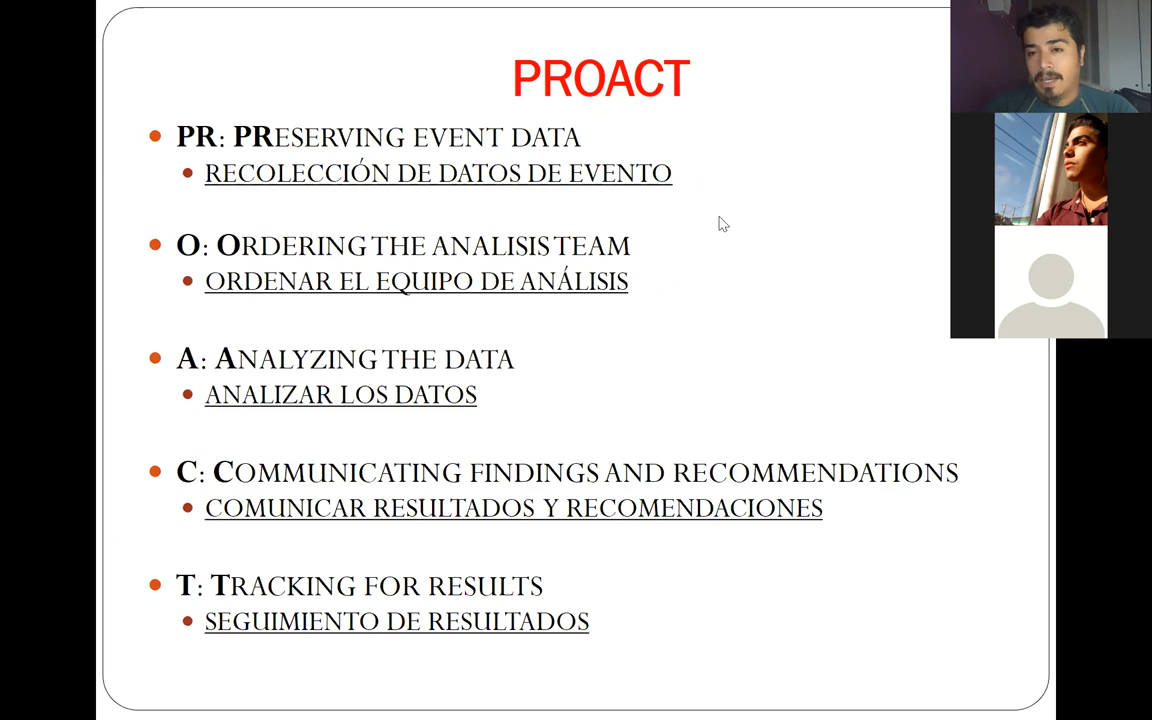 PROACT
PR: PRESERVING EVENT DATA
RECOLECCIÓN DE DATOS DE EVENTO
O: ORDERING THE ANALISIS TEAM
ORDENAR EL EQUIPO DE ANÁLISIS
A: ANALYZING THE DATA
ANALIZAR LOS DATOS
C: COMMUNICATING FINDINGS AND RECOMMENDATIONS
COMUNICAR RESULTADOS Y RECOMENDACIONES
T: TRACKING FOR RESULTS
SEGUIMIENTO DE RESULTADOS